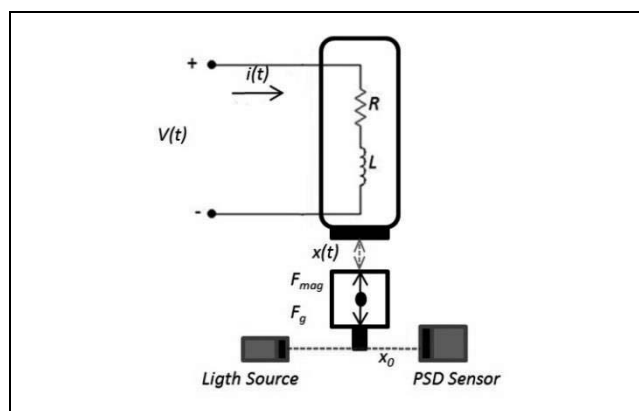 +
i(t)
R
V(t)
L
-
x(t)
Fmag
Fg
x0
Ligth Source
PSD Sensor